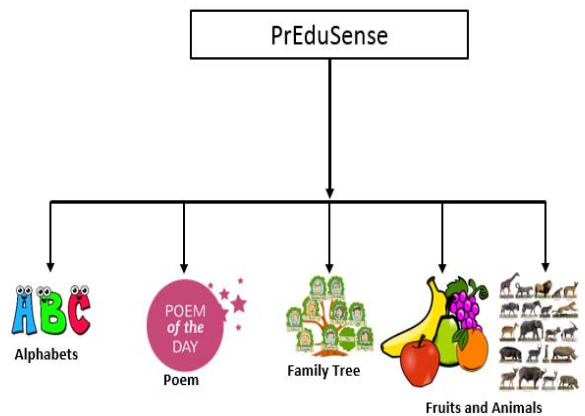 PrEduSense
ABC
Alphabets
POEM
of the
DAY
Poem
Family Tree
Fruits and Animals